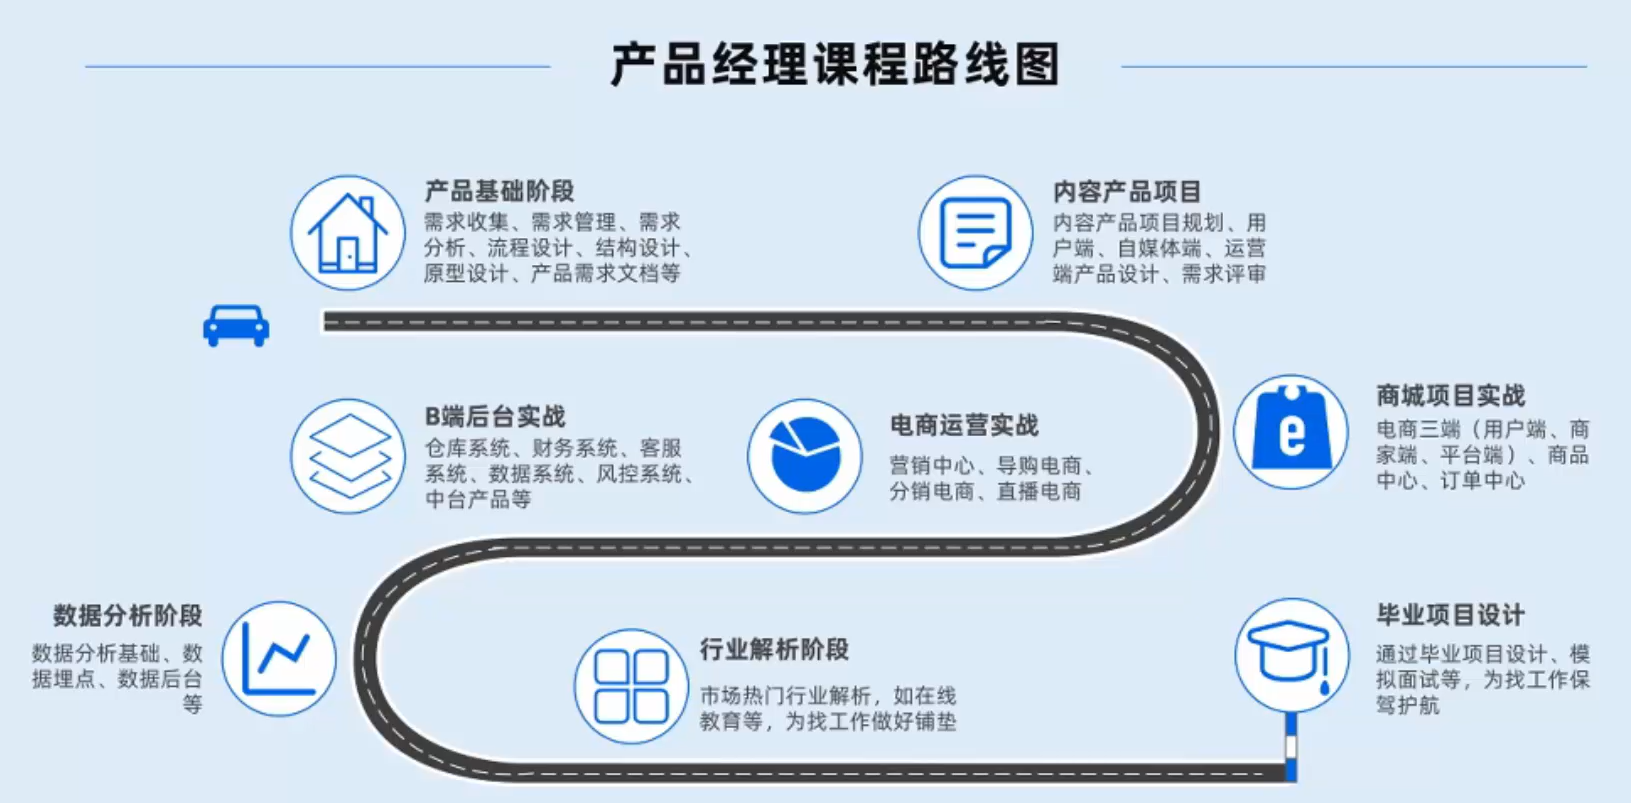 产品经理课程路线图
产品基础阶段
需求收集、需求管理、需求
分析、流程设计、结构设计、
原型设计、产品需求文档等
内容产品项目
内容产品项目规划、用
户端、自媒体端、运营
端产品设计、需求评审
商城项目实战
电商三端（用户端、商
家端、平台端）、商品
中心、订单中心
电商运营实战
营销中心、导购电商、
分销电商、直播电商
B端后台实战
仓库系统、财务系统、客服
系统、数据系统、风控系统、
中台产品等
数据分析阶段
数据分析基础、数
据埋点、数据后台
等
行业解析阶段
市场热门行业解析，如在线
教育等，为找工作做好铺垫
毕业项目设计
通过毕业项目设计、模
拟面试等，为找工作保
驾护航
e